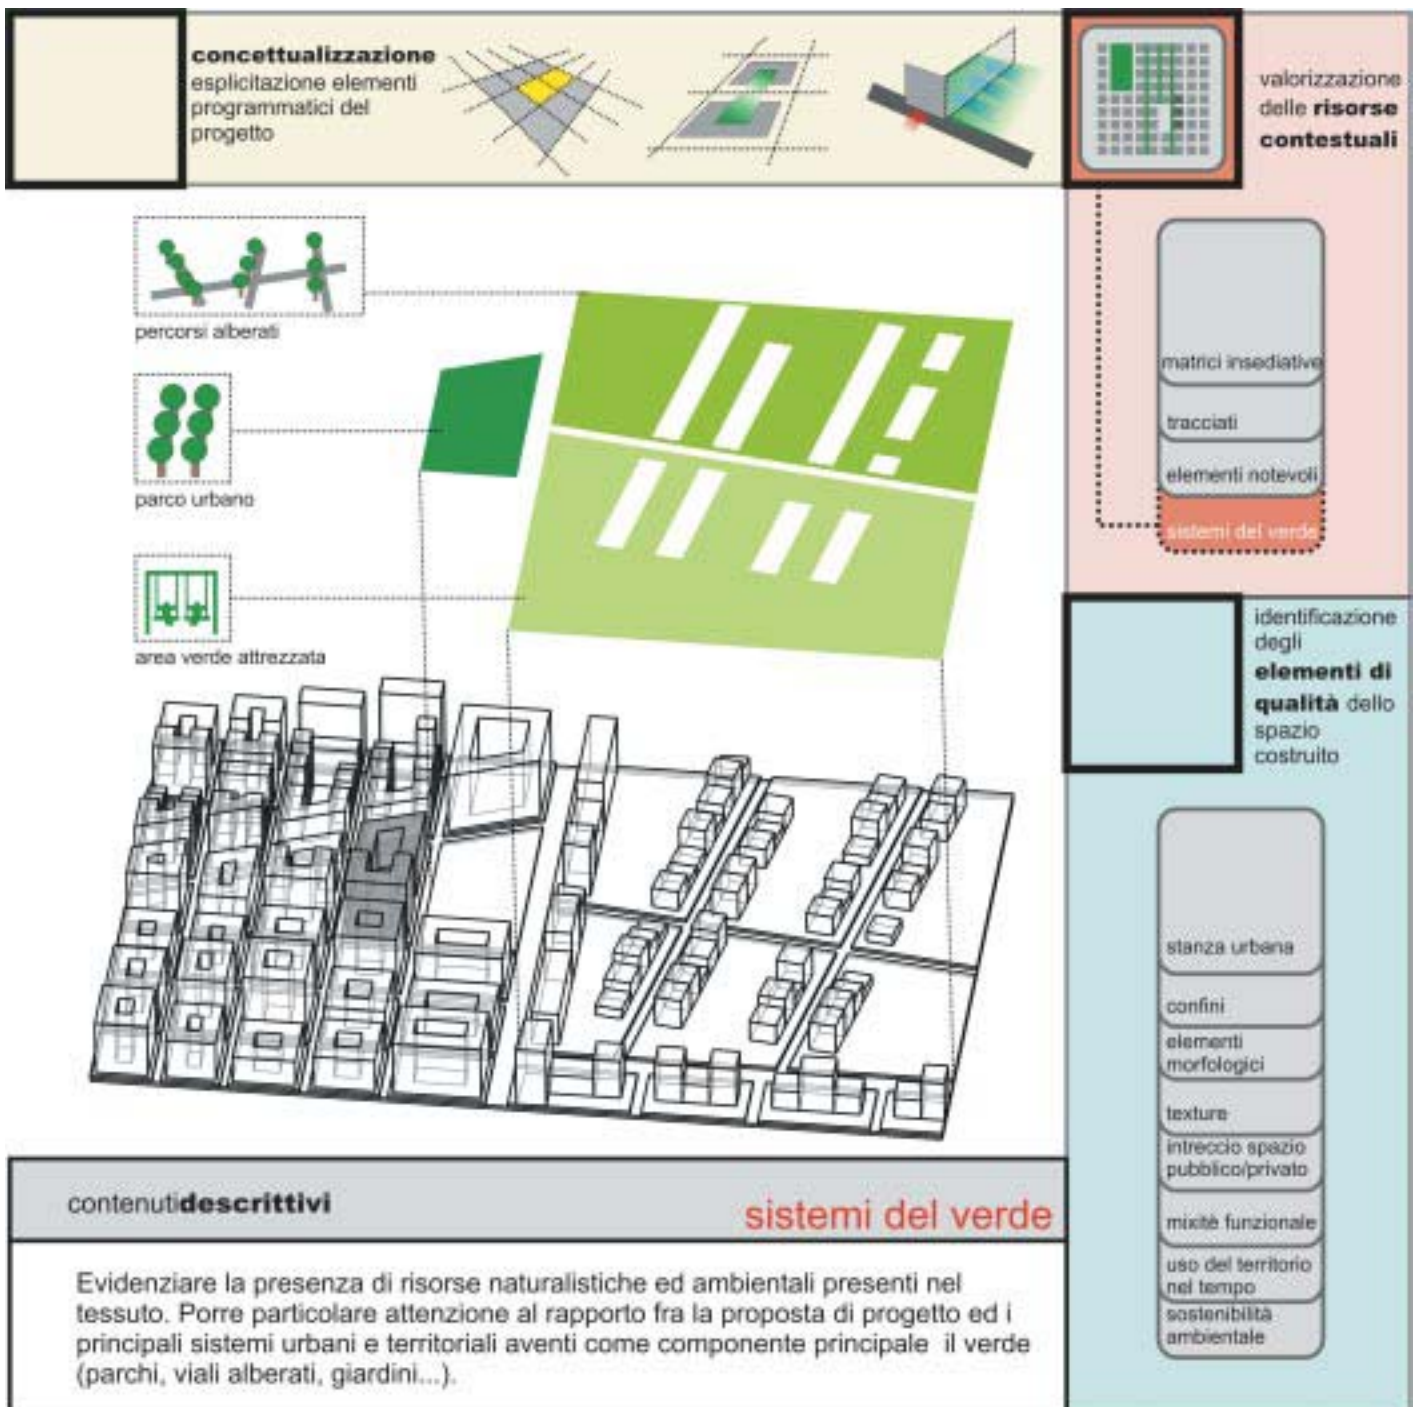 concettualizzazione
esplicitazione elementi
programmatici del
progetto
valorizzazione
delle risorse
contestuali
percorsi alberati
parco urbano
area verde attrezzata
matrici insediative
tracciati
elementi notevoli
sistemi del verde
identificazione
degli
elementi di
qualità dello
spazio
costruito
stanza urbana
confini
elementi
morfologici
texture
intreccio spazio
pubblico/privato
mixitè funzionale
uso del territorio
nel tempo
sostenibilità
ambientale
contenutidescrittivi
sistemi del verde
Evidenziare la presenza di risorse naturalistiche ed ambientali presenti nel
tessuto. Porre particolare attenzione al rapporto fra la proposta di progetto ed i
principali sistemi urbani e territoriali aventi come componente principale il verde
(parchi, viali alberati, giardini...).